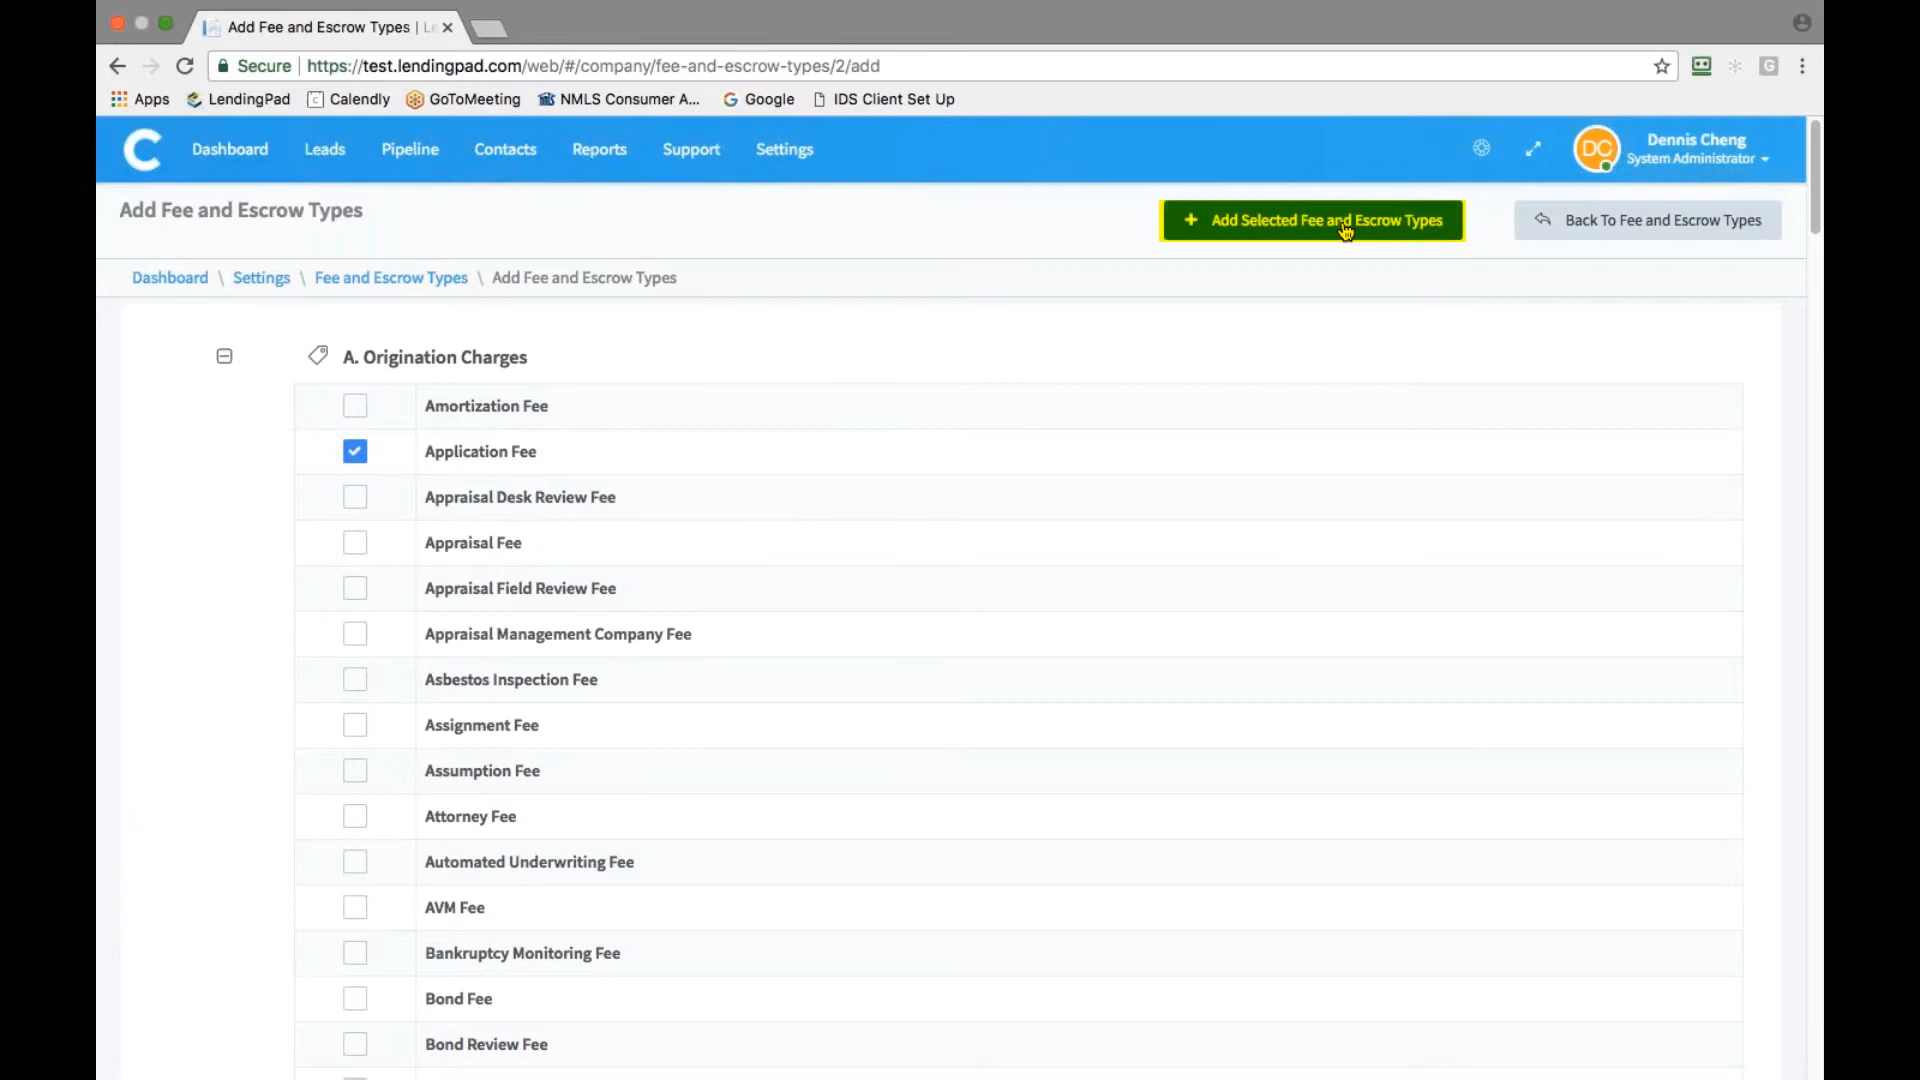 Add Fee and Escrow Types | Le
Secure https://test.lendingpad.com/web/#/company/fee-and-escrow-types/2/add
G
Apps LendingPad Calendly GoToMeeting NMLS Consumer A... Google IDS Client Set Up
C Dashboard Leads Pipeline Contacts Reports Support Settings DC Dennis Cheng
System Administrator
Add Fee and Escrow Types
+ Add Selected Fee and Escrow Types
Back To Fee and Escrow Types
Dashboard \ Settings \ Fee and Escrow Types \ Add Fee and Escrow Types
A. Origination Charges
Amortization Fee
Application Fee
Appraisal Desk Review Fee
Appraisal Fee
Appraisal Field Review Fee
Appraisal Management Company Fee
Asbestos Inspection Fee
Assignment Fee
Assumption Fee
Attorney Fee
Automated Underwriting Fee
AVM Fee
Bankruptcy Monitoring Fee
Bond Fee
Bond Review Fee